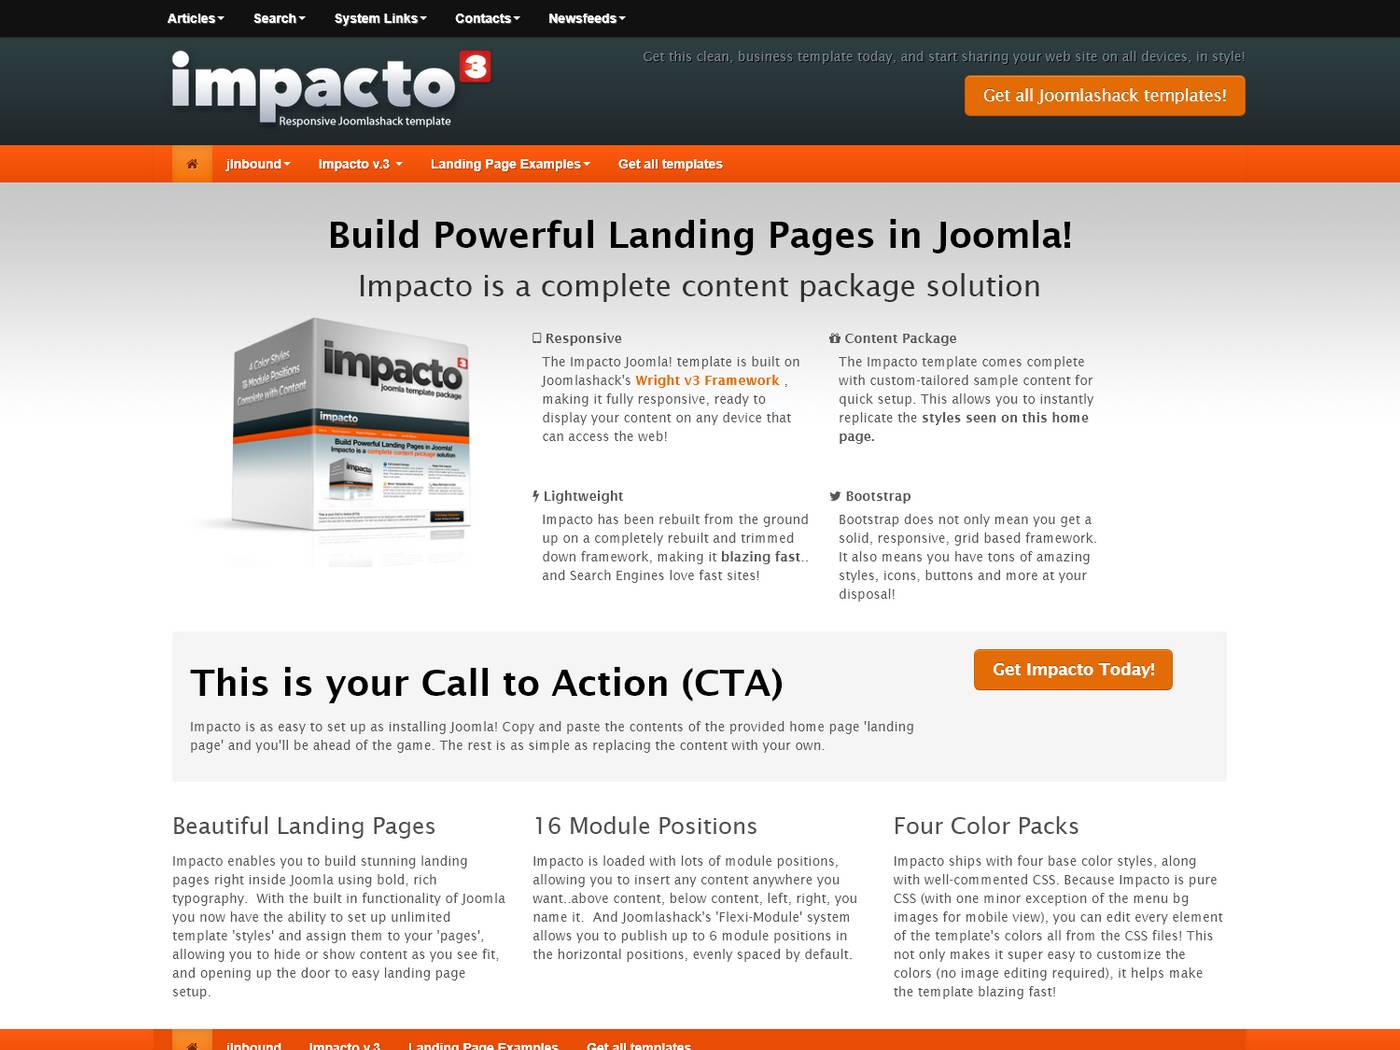 Articles Search System Links Contacts Newsfeeds
Get this clean, business template today, and start sharing your web site on all devices, in style!
impacto 3
Responsive Joomlashack template
Get all Joomlashack templates!
jInbound Impacto v.3 Landing Page Examples Get all templates
Build Powerful Landing Pages in Joomla!
Impacto is a complete content package solution
4 Color Styles
16 Module Positions
Complete with Content
impacto 3
joomla template package
impacto
Build Powerful Landing Pages in Joomla!
Impacto is a complete content package solution
Responsive
The Impacto Joomla! template is built on
Joomlashack's Wright v3 Framework ,
making it fully responsive, ready to
display your content on any device that
can access the web!
Content Package
The Impacto template comes complete
with custom-tailored sample content for
quick setup. This allows you to instantly
replicate the styles seen on this home
page.
Lightweight
Impacto has been rebuilt from the ground
up on a completely rebuilt and trimmed
down framework, making it blazing fast..
and Search Engines love fast sites!
Bootstrap
Bootstrap does not only mean you get a
solid, responsive, grid based framework.
It also means you have tons of amazing
styles, icons, buttons and more at your
disposal!
This is your Call to Action (CTA)
Get Impacto Today!
Impacto is as easy to set up as installing Joomla! Copy and paste the contents of the provided home page 'landing
page' and you'll be ahead of the game. The rest is as simple as replacing the content with your own.
Beautiful Landing Pages
Impacto enables you to build stunning landing
pages right inside Joomla using bold, rich
typography.  With the built in functionality of Joomla
you now have the ability to set up unlimited
template 'styles' and assign them to your 'pages',
allowing you to hide or show content as you see fit,
and opening up the door to easy landing page
setup.
16 Module Positions
Impacto is loaded with lots of module positions,
allowing you to insert any content anywhere you
want..above content, below content, left, right, you
name it.  And Joomlashack's 'Flexi-Module' system
allows you to publish up to 6 module positions in
the horizontal positions, evenly spaced by default.
Four Color Packs
Impacto ships with four base color styles, along
with well-commented CSS. Because Impacto is pure
CSS (with one minor exception of the menu bg
images for mobile view), you can edit every element
of the template's colors all from the CSS files! This
not only makes it super easy to customize the
colors (no image editing required), it helps make
the template blazing fast!
jInbound Impacto v.3 Landing Page Examples Get all templates